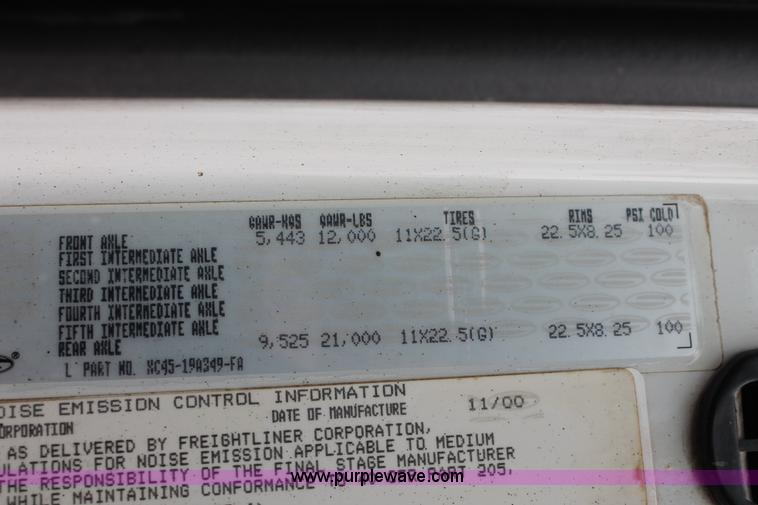 GAWR-KGS GAWR-LBS TIRES RIMS PSI COLD
FRONT AXLE 5,443 12,000 11X22.5(G) 22.5X8.25 100
FIRST INTERMEDIATE AXLE
SECOND INTERMEDIATE AXLE
THIRD INTERMEDIATE AXLE
FOURTH INTERMEDIATE AXLE
FIFTH INTERMEDIATE AXLE
REAR AXLE 9,525 21,000 11X22.5(G) 22.5X8.25 100
L PART NO. XC45-19A349-FA
NOISE EMISSION CONTROL INFORMATION
CORPORATION DATE OF MANUFACTURE 11/00
AS DELIVERED BY FREIGHTLINER CORPORATION,
ULATIONS FOR NOISE EMISSION APPLICABLE TO MEDIUM
THE RESPONSIBILITY OF THE FINAL STAGE MANUFACTURER
WHILE MAINTAINING CONFORMANCE TO PART 205,
www.purplewave.com